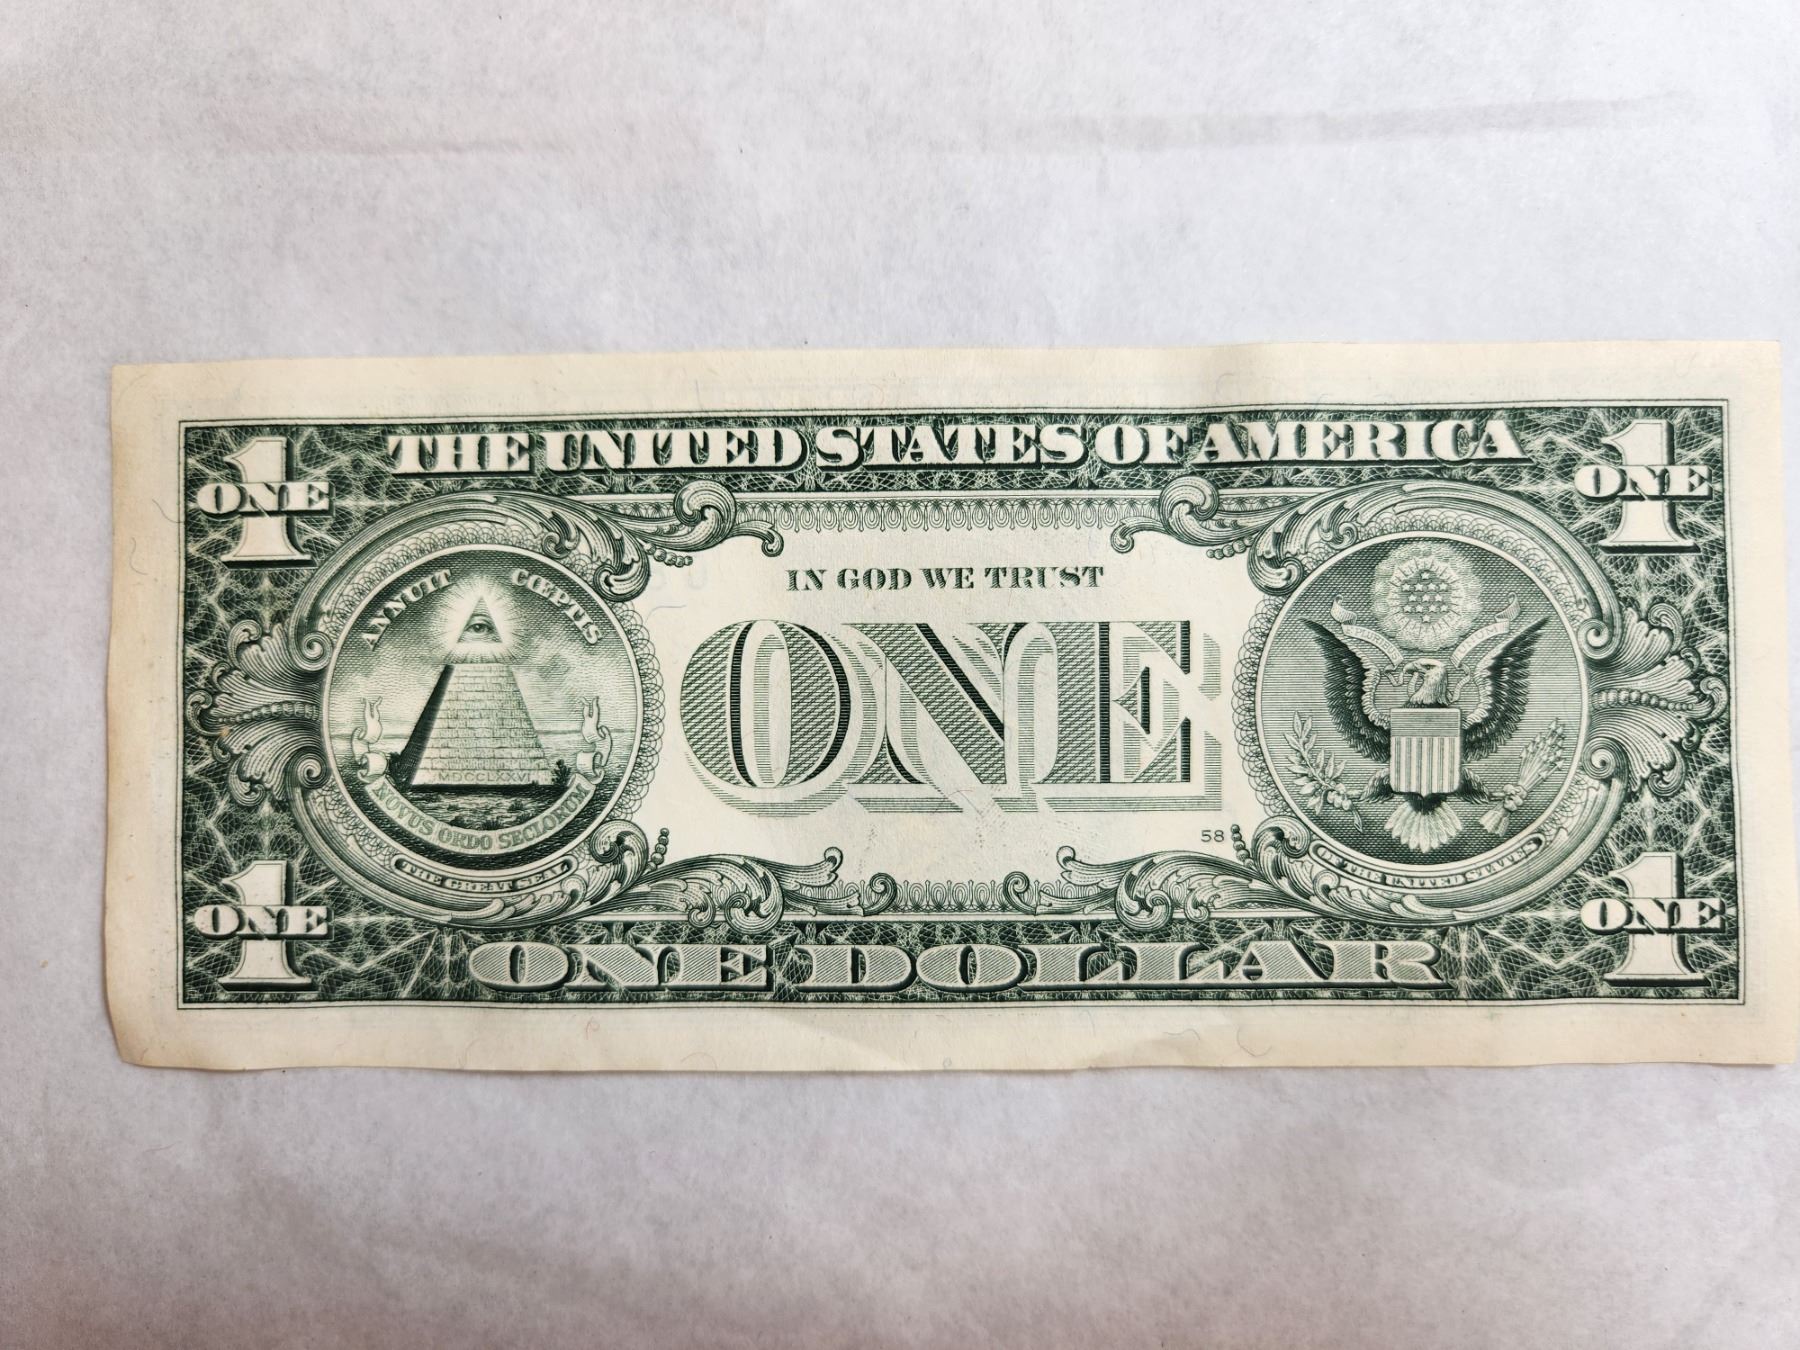 THE UNITED STATES OF AMERICA
1
ONE
1
ONE
ANNUIT CŒPTIS
IN GOD WE TRUST
ONE
MDCCLXXVI
NOVUS ORDO SECLORUM
58
THE GREAT SEAL
OF THE UNITED STATES
1
ONE
1
ONE
ONE DOLLAR